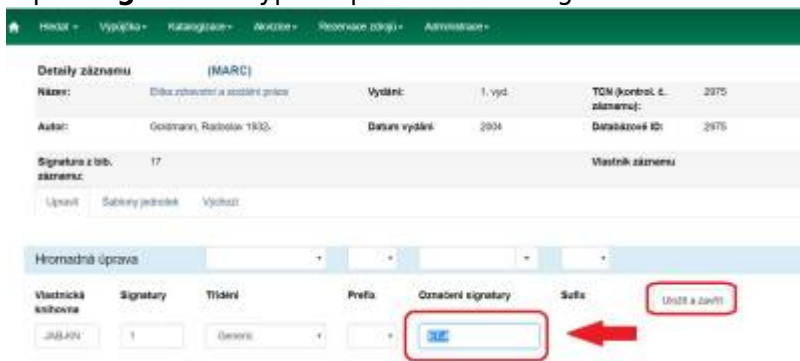 Hledat Výpůjčka Katalogizace Akvizice Rezervace zdrojů Administrace
Detaily záznamu (MARC)
Název: Etika zdravotní a sociální práce Vydání: 1. vyd. TCN (kontrol. č. záznamu): 2975
Autor: Goldmann, Radoslav 1932- Datum vydání 2004 Databázové ID: 2975
Signatura z bib. záznamu: 17 Vlastník záznamu
Upravit Šablony jednotek Výchozí
Hromadná úprava
Vlastnická knihovna Signatury Třídění Prefix Označení signatury Sufix Uložit a zavřít
1 Generic